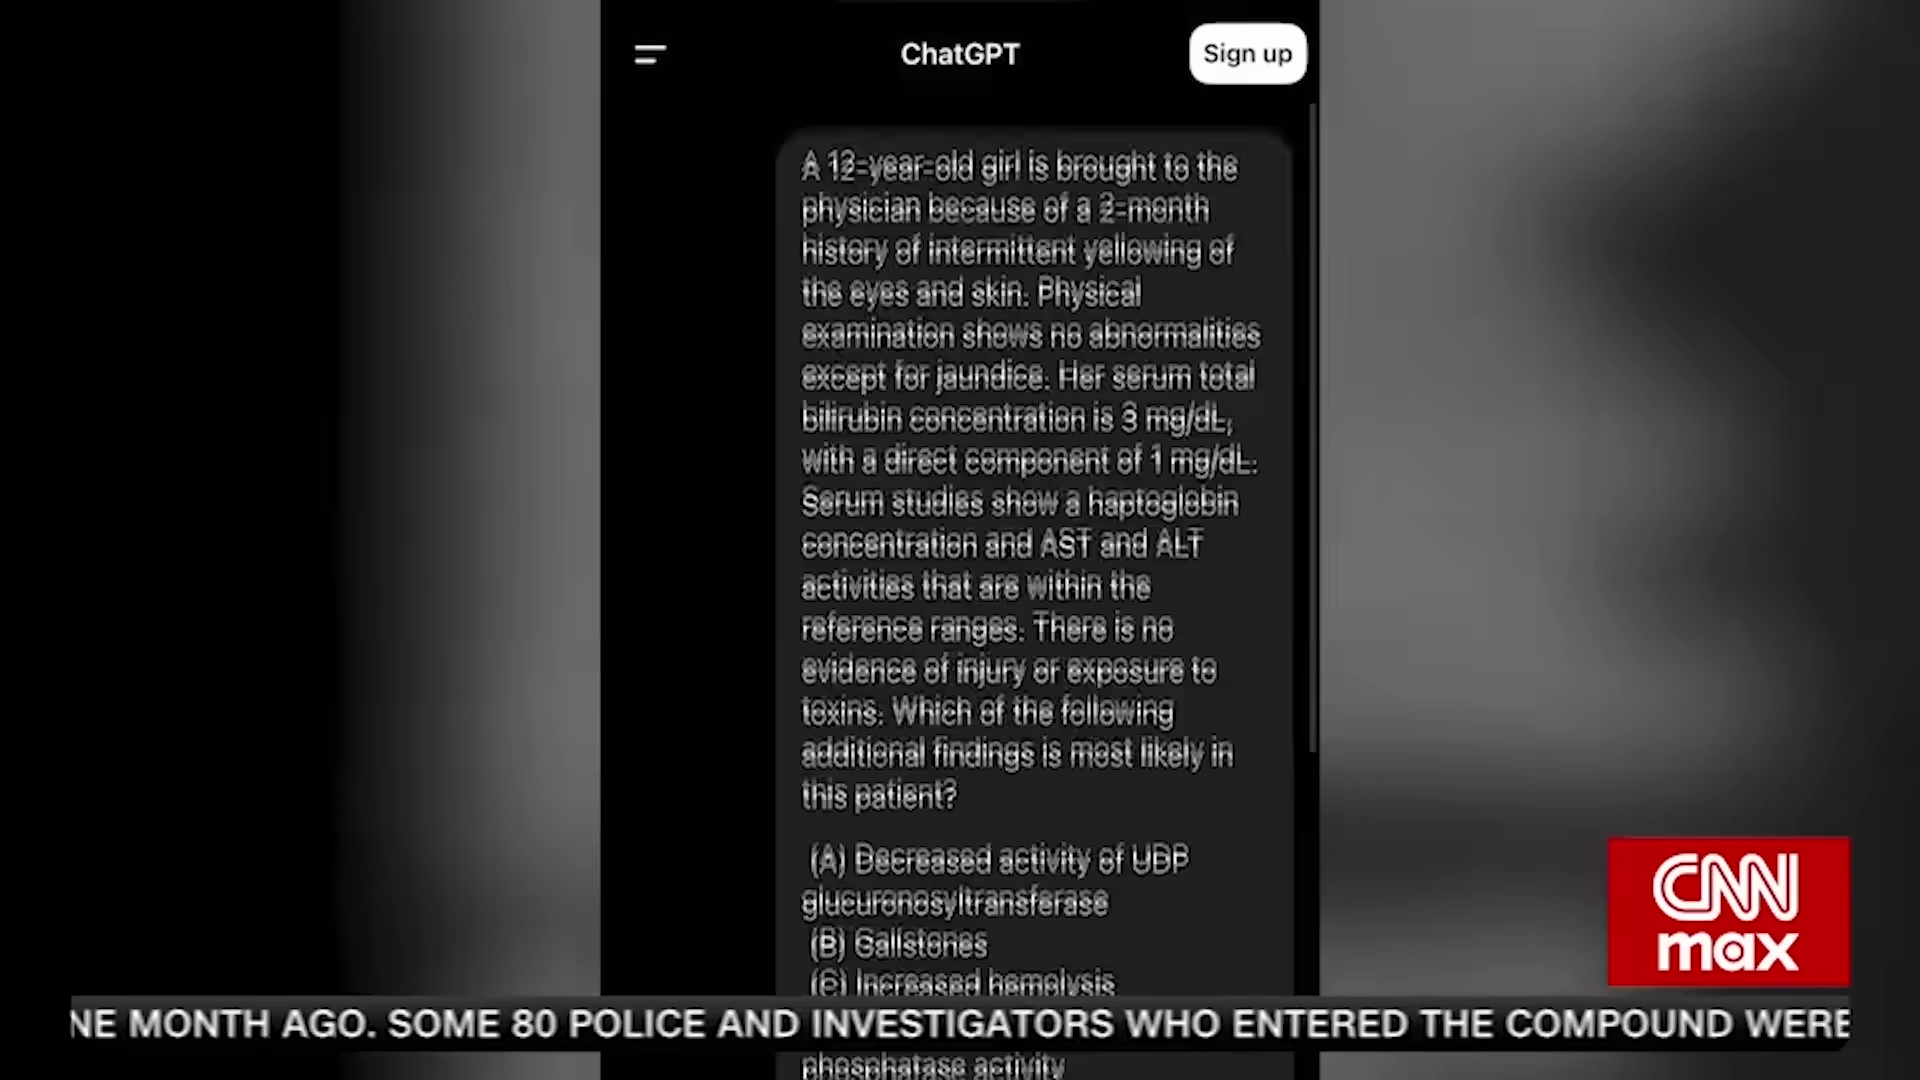 ChatGPT
Sign up
A 12-year-old girl is brought to the
physician because of a 2-month
history of intermittent yellowing of
the eyes and skin. Physical
examination shows no abnormalities
except for jaundice. Her serum total
bilirubin concentration is 3 mg/dL,
with a direct component of 1 mg/dL.
Serum studies show a haptoglobin
concentration and AST and ALT
activities that are within the
reference ranges. There is no
evidence of injury or exposure to
toxins. Which of the following
additional findings is most likely in
this patient?
(A) Decreased activity of UDP
glucuronosyltransferase
(B) Gallstones
(C) Increased hemolysis
phosphatase activity
CNN
max
NE MONTH AGO. SOME 80 POLICE AND INVESTIGATORS WHO ENTERED THE COMPOUND WERE